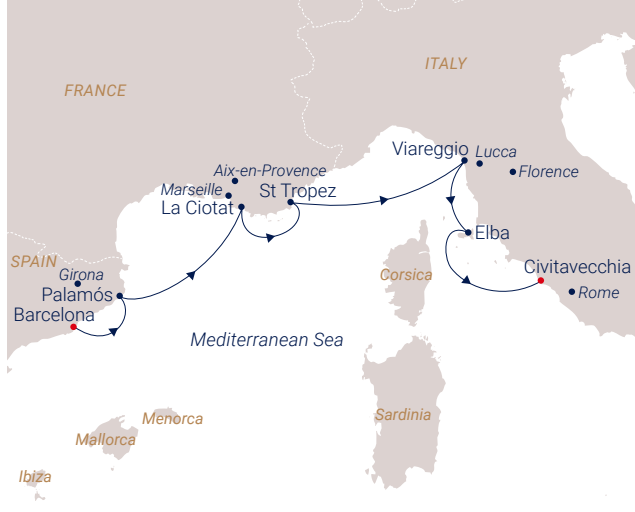 ITALY
FRANCE
Viareggio
Lucca
Aix-en-Provence
Florence
Marseille
St Tropez
La Ciotat
Elba
SPAIN
Girona
Corsica
Civitavecchia
Palamós
Rome
Barcelona
Mediterranean Sea
Menorca
Sardinia
Mallorca
Ibiza